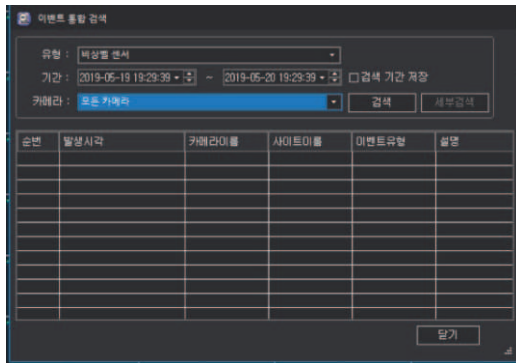 이벤트 통합 검색
유형 : 비상벨 센서
기간 : 2019-05-19 19:29:39 ~ 2019-05-20 19:29:39 검색 기간 저장
카메라 : 모든 카메라 검색 세부검색
순번 발생시각 카메라이름 사이트이름 이벤트유형 설명
닫기